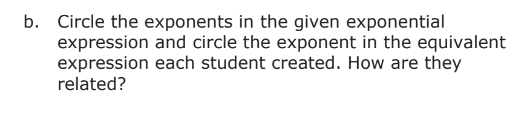 b. Circle the exponents in the given exponential
expression and circle the exponent in the equivalent
expression each student created. How are they
related?